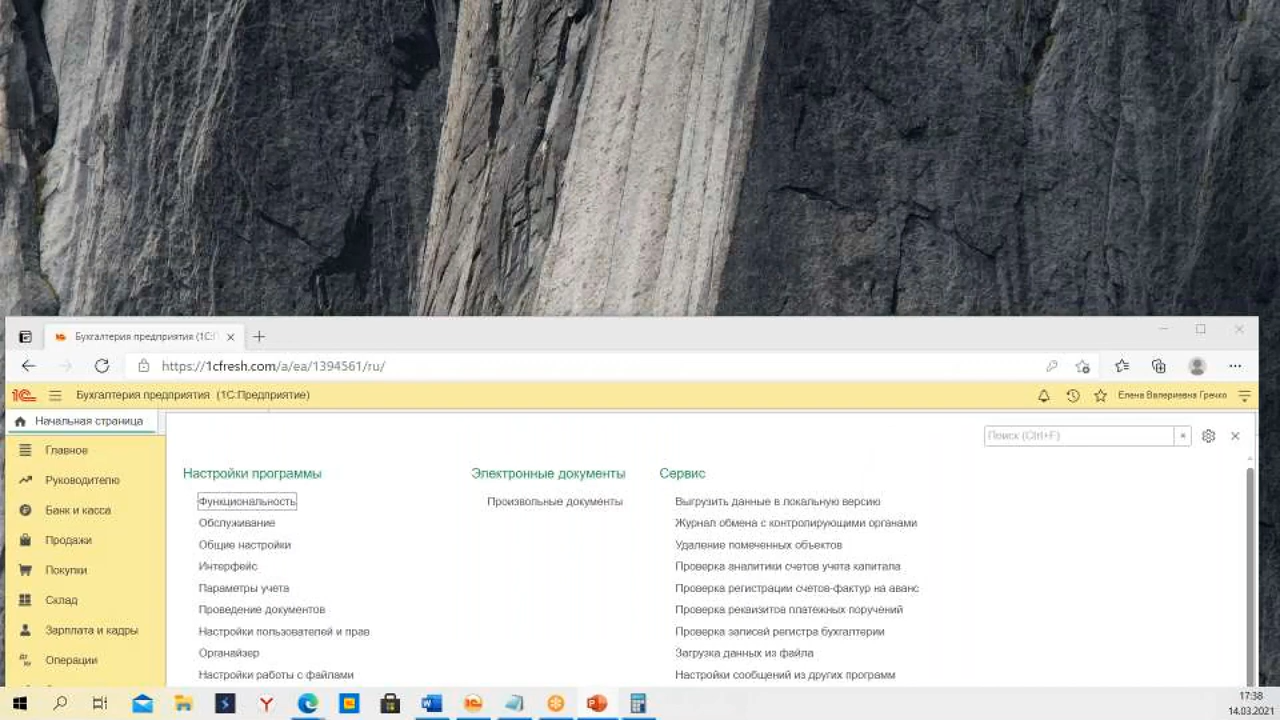 Бухгалтерия предприятия (1С:П
https://1cfresh.com/a/ea/1394561/ru/
Бухгалтерия предприятия (1С:Предприятие)
Елена Валериевна Гречко
Начальная страница
Поиск (Ctrl+F)
Главное
Руководителю
Банк и касса
Продажи
Покупки
Склад
Зарплата и кадры
Операции
Настройки программы
Функциональность
Обслуживание
Общие настройки
Интерфейс
Параметры учета
Проведение документов
Настройки пользователей и прав
Органайзер
Настройки работы с файлами
Электронные документы
Произвольные документы
Сервис
Выгрузить данные в локальную версию
Журнал обмена с контролирующими органами
Удаление помеченных объектов
Проверка аналитики счетов учета капитала
Проверка регистрации счетов-фактур на аванс
Проверка реквизитов платежных поручений
Проверка записей регистра бухгалтерии
Загрузка данных из файла
Настройки сообщений из других программ
17:38
14.03.2021